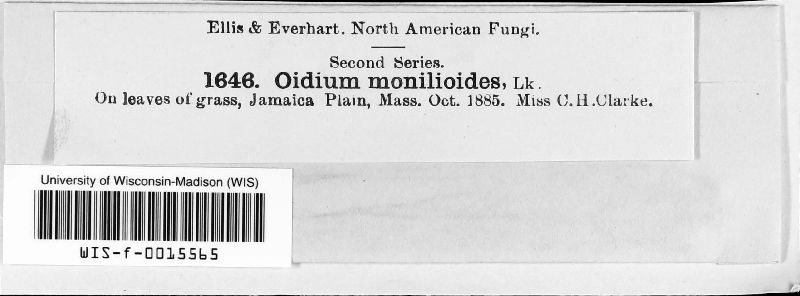 Ellis & Everhart. North American Fungi.
Second Series.
1646. Oidium monilioides, Lk.
On leaves of grass, Jamaica Plain, Mass. Oct. 1885. Miss C.H.Clarke.
University of Wisconsin-Madison (WIS)
WIS-f-0015565